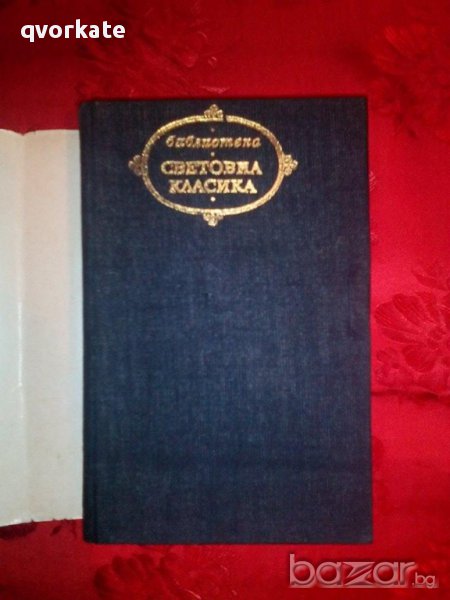 qvorkate
библиотека
СВЕТОВНА
КЛАСИКА
bazar.bg